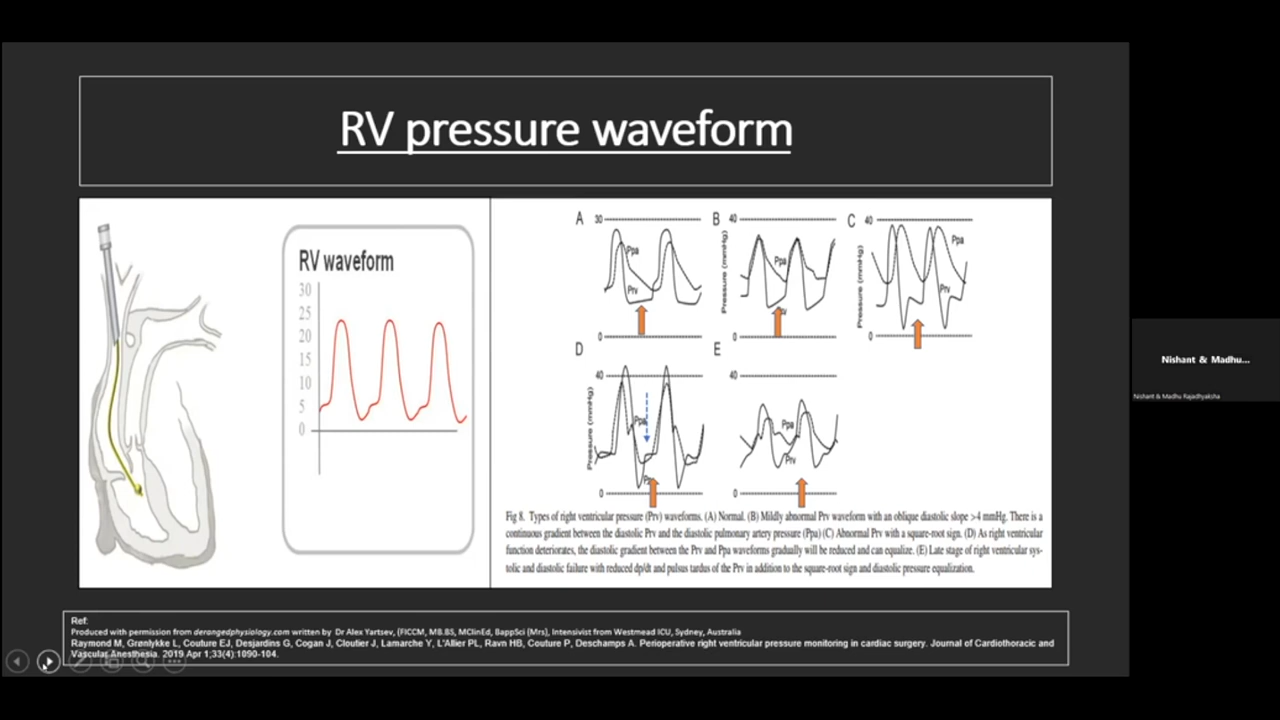 RV pressure waveform
RV waveform
30
25
20
15
10
5
0
A 30
Ppa
Prv
0
B 40
Pressure (mmHg)
Ppa
0
C 40
Pressure (mmHg)
Ppa
Prv
0
D
40
Pressure (mmHg)
Ppa
0
E
40
Ppa
Prv
0
Fig 8. Types of right ventricular pressure (Prv) waveforms. (A) Normal. (B) Mildly abnormal Prv waveform with an oblique diastolic slope >4 mmHg. There is a
continuous gradient between the diastolic Prv and the diastolic pulmonary artery pressure (Ppa) (C) Abnormal Prv with a square-root sign. (D) As right ventricular
function deteriorates, the diastolic gradient between the Prv and Ppa waveforms gradually will be reduced and can equalize. (E) Late stage of right ventricular sys-
tolic and diastolic failure with reduced dp/dt and pulsus tardus of the Prv in addition to the square-root sign and diastolic pressure equalization.
Ref:
Produced with permission from derangedphysiology.com written by Dr Alex Yartsev, (FICCM, MB.BS, MClinEd, BappSci (Mrs), Intensivist from Westmead ICU, Sydney, Australia
Raymond M, Grønlykke L, Couture EJ, Desjardins G, Cogan J, Cloutier J, Lamarche Y, L'Allier PL, Ravn HB, Couture P, Deschamps A. Perioperative right ventricular pressure monitoring in cardiac surgery. Journal of Cardiothoracic and
Vascular Anesthesia. 2019 Apr 1;33(4):1090-104.
Nishant & Madhu...
Nishant & Madhu Rajadhyaksha